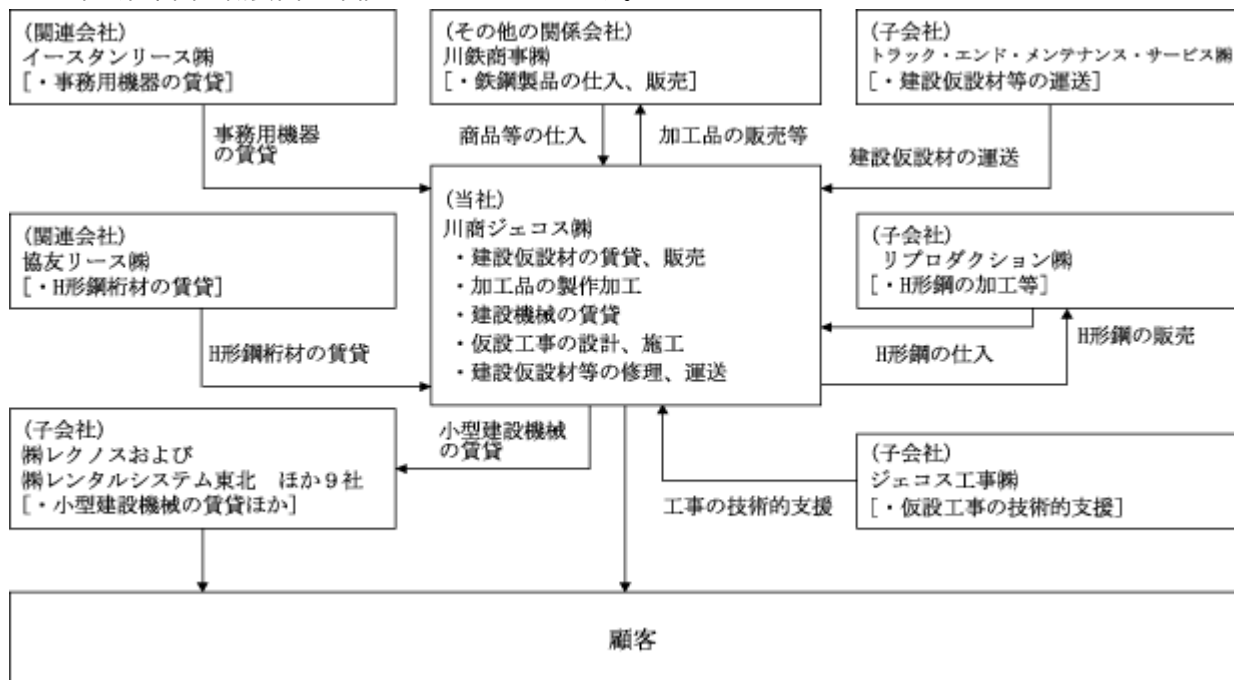 (関連会社)
イースタンリース㈱
[・事務用機器の賃貸]
(その他の関係会社)
川鉄商事㈱
[・鉄鋼製品の仕入、販売]
(子会社)
トラック・エンド・メンテナンス・サービス㈱
[・建設仮設材等の運送]
事務用機器
の賃貸
商品等の仕入
加工品の販売等
建設仮設材の運送
(関連会社)
協友リース㈱
[・H形鋼桁材の賃貸]
(当社)
川商ジェコス㈱
・建設仮設材の賃貸、販売
・加工品の製作加工
・建設機械の賃貸
・仮設工事の設計、施工
・建設仮設材等の修理、運送
(子会社)
リプロダクション㈱
[・H形鋼の加工等]
H形鋼桁材の賃貸
H形鋼の仕入
H形鋼の販売
(子会社)
㈱レクノスおよび
㈱レンタルシステム東北 ほか9社
[・小型建設機械の賃貸ほか]
小型建設機械
の賃貸
工事の技術的支援
(子会社)
ジェコス工事㈱
[・仮設工事の技術的支援]
顧客